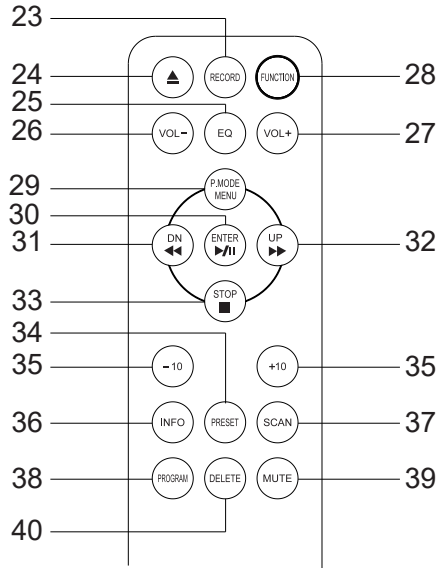 23
24 RECORD FUNCTION 28
25
26 VOL- EQ VOL+ 27
29 P.MODE
MENU
30
31 DN ENTER UP 32
33 STOP
34
35 -10 +10 35
36 INFO PRESET SCAN 37
38 PROGRAM DELETE MUTE 39
40